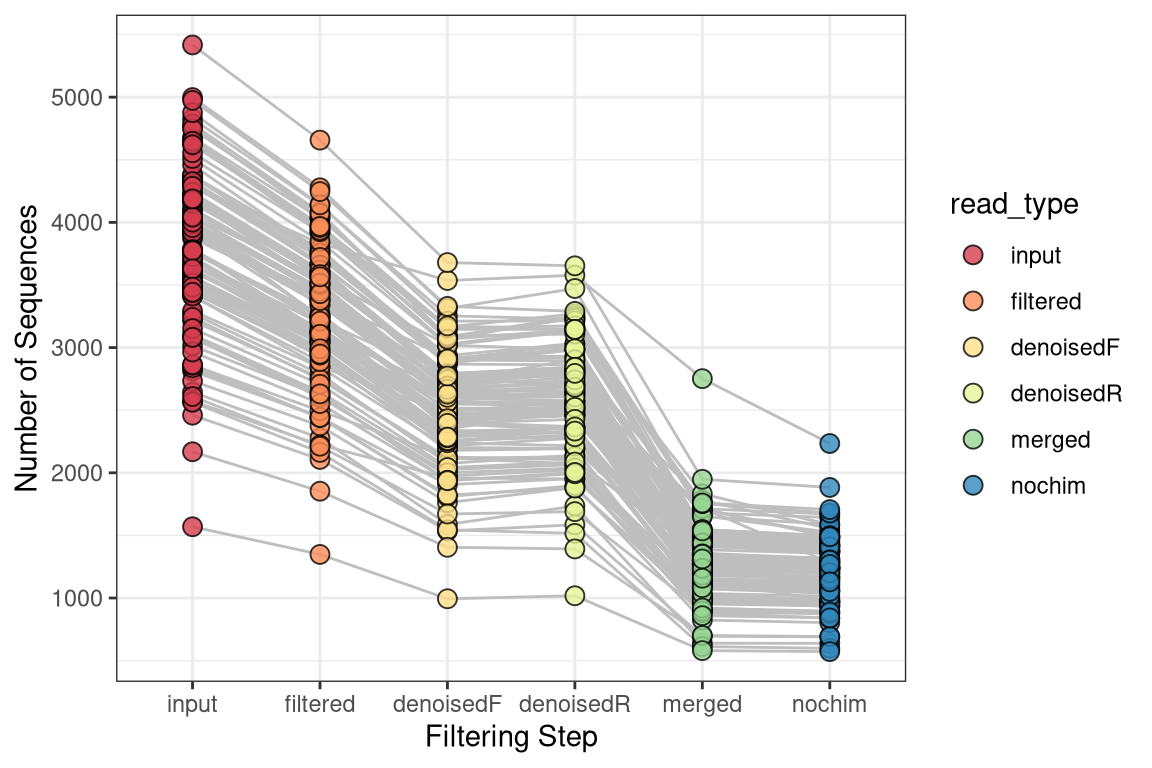 5000
4000
3000
2000
1000
Number of Sequences
input
filtered
denoisedF
denoisedR
merged
nochim
Filtering Step
read_type
input
filtered
denoisedF
denoisedR
merged
nochim